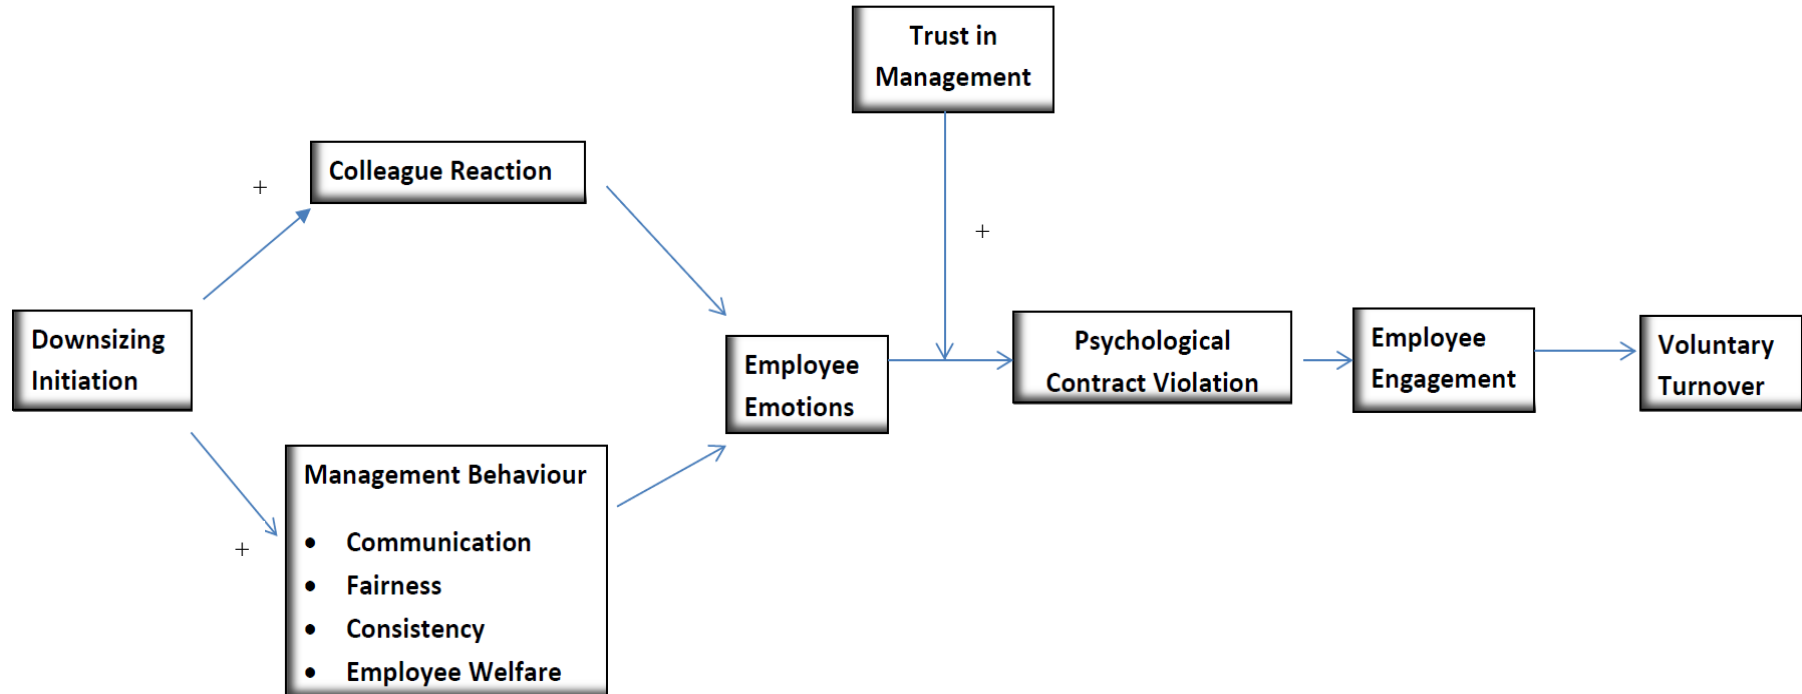 Trust in
Management
Colleague Reaction
+
+
Downsizing
Initiation
Employee
Emotions
Psychological
Contract Violation
Employee
Engagement
Voluntary
Turnover
Management Behaviour
+
• Communication
• Fairness
• Consistency
• Employee Welfare